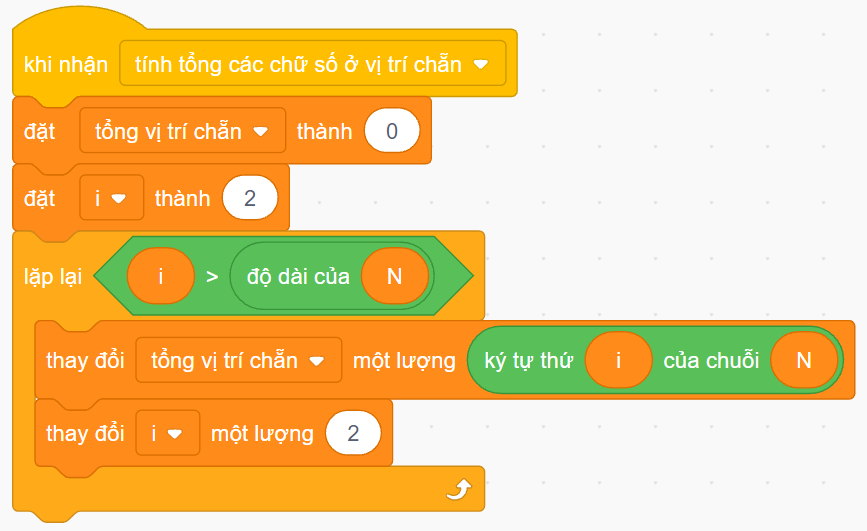 khi nhận tính tổng các chữ số ở vị trí chẵn
đặt tổng vị trí chẵn thành 0
đặt i thành 2
lặp lại i > độ dài của N
thay đổi tổng vị trí chẵn một lượng ký tự thứ i của chuỗi N
thay đổi i một lượng 2